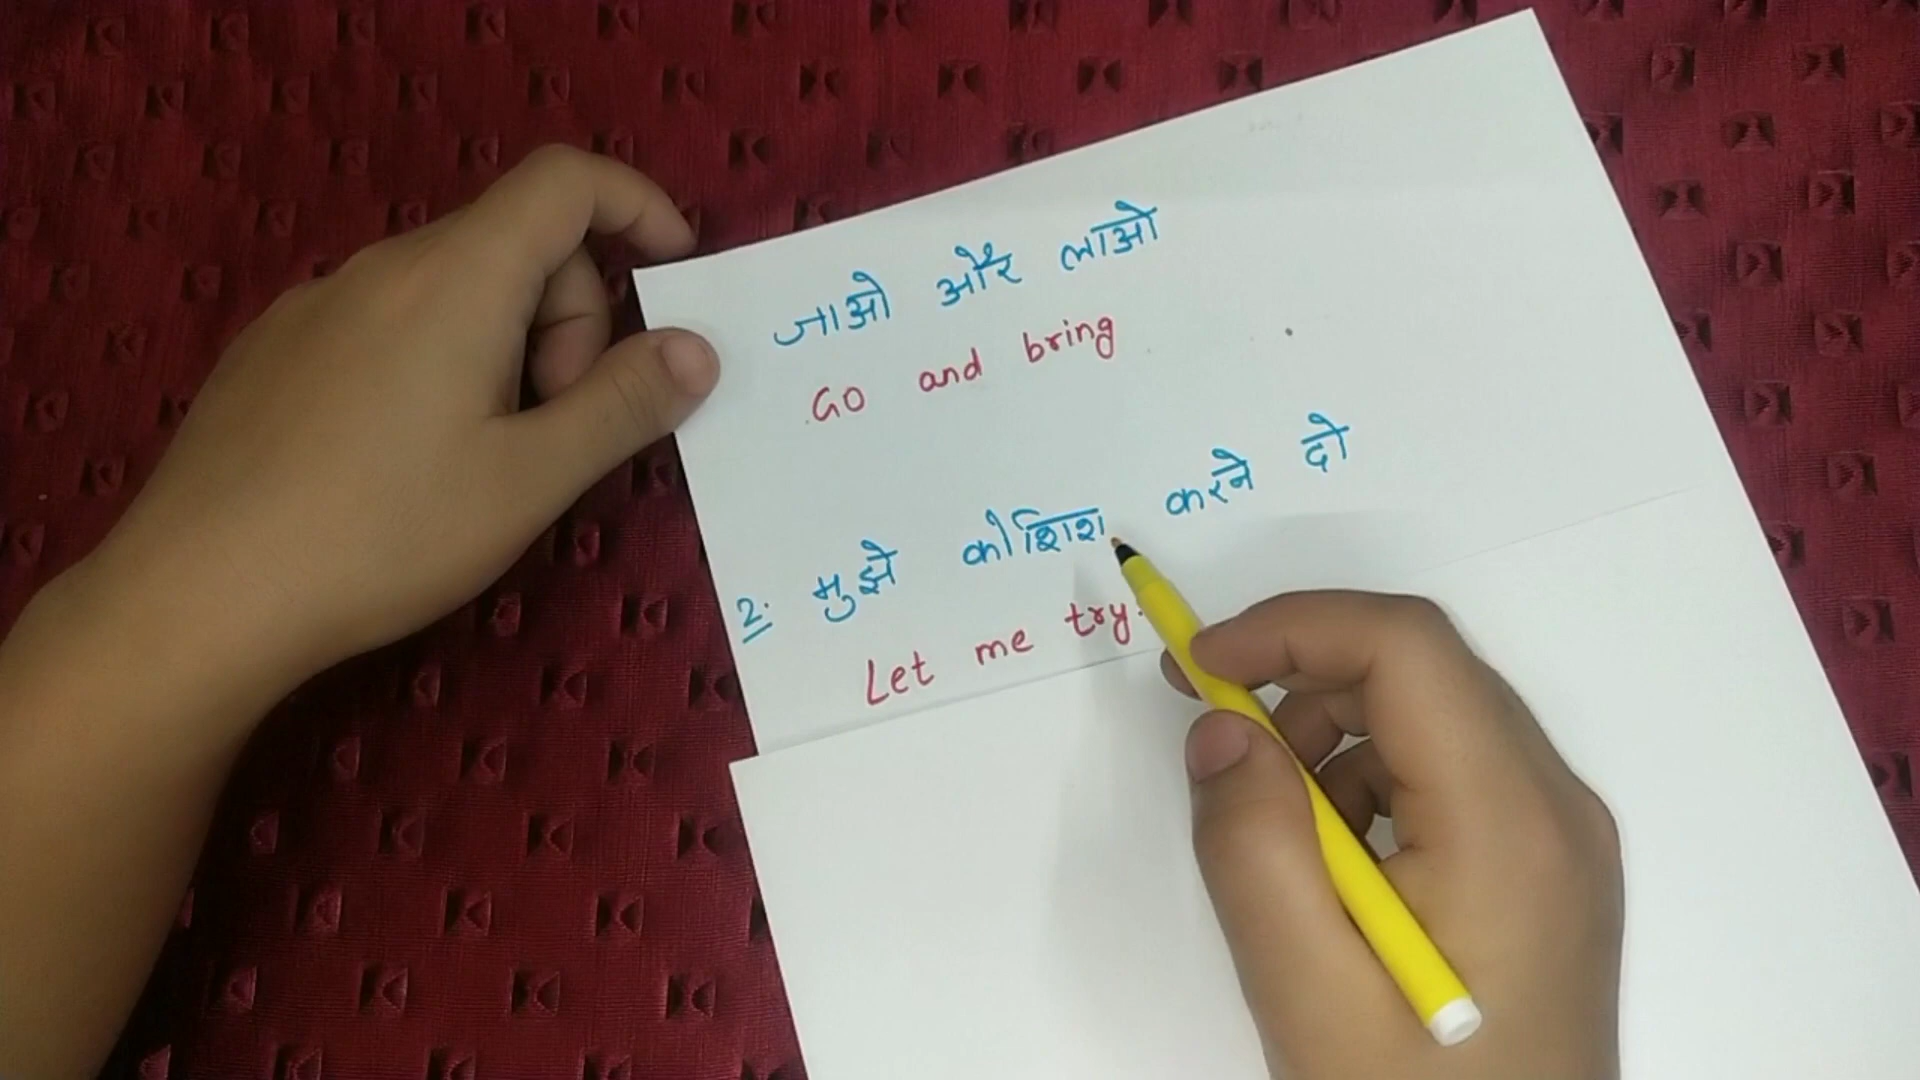 जाओ और लाओ
Go and bring
2. मुझे कोशिश करने दो
Let me try.